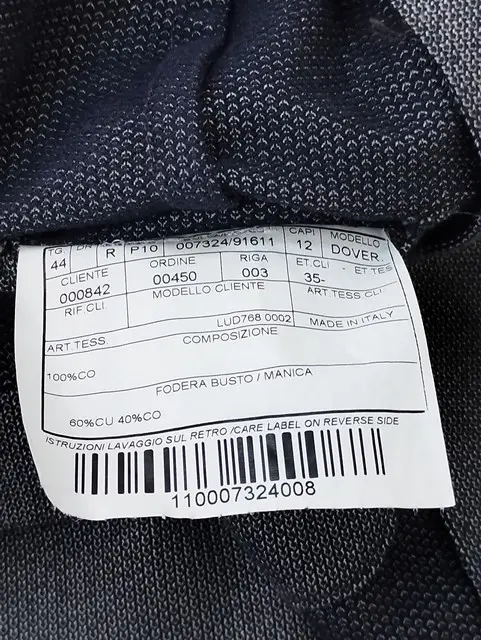 TG. DR R P10 007324/91611 CAPI 12 MODELLO DOVER.
44
CLIENTE ORDINE RIGA ET.CLI ET.TES
000842 00450 003 35-
RIF CLI. MODELLO CLIENTE ART TESS CLI
ART.TESS. LUD768 0002 MADE IN ITALY
COMPOSIZIONE
100%CO
FODERA BUSTO / MANICA
60%CU 40%CO
ISTRUZIONI LAVAGGIO SUL RETRO /CARE LABEL ON REVERSE SIDE
110007324008